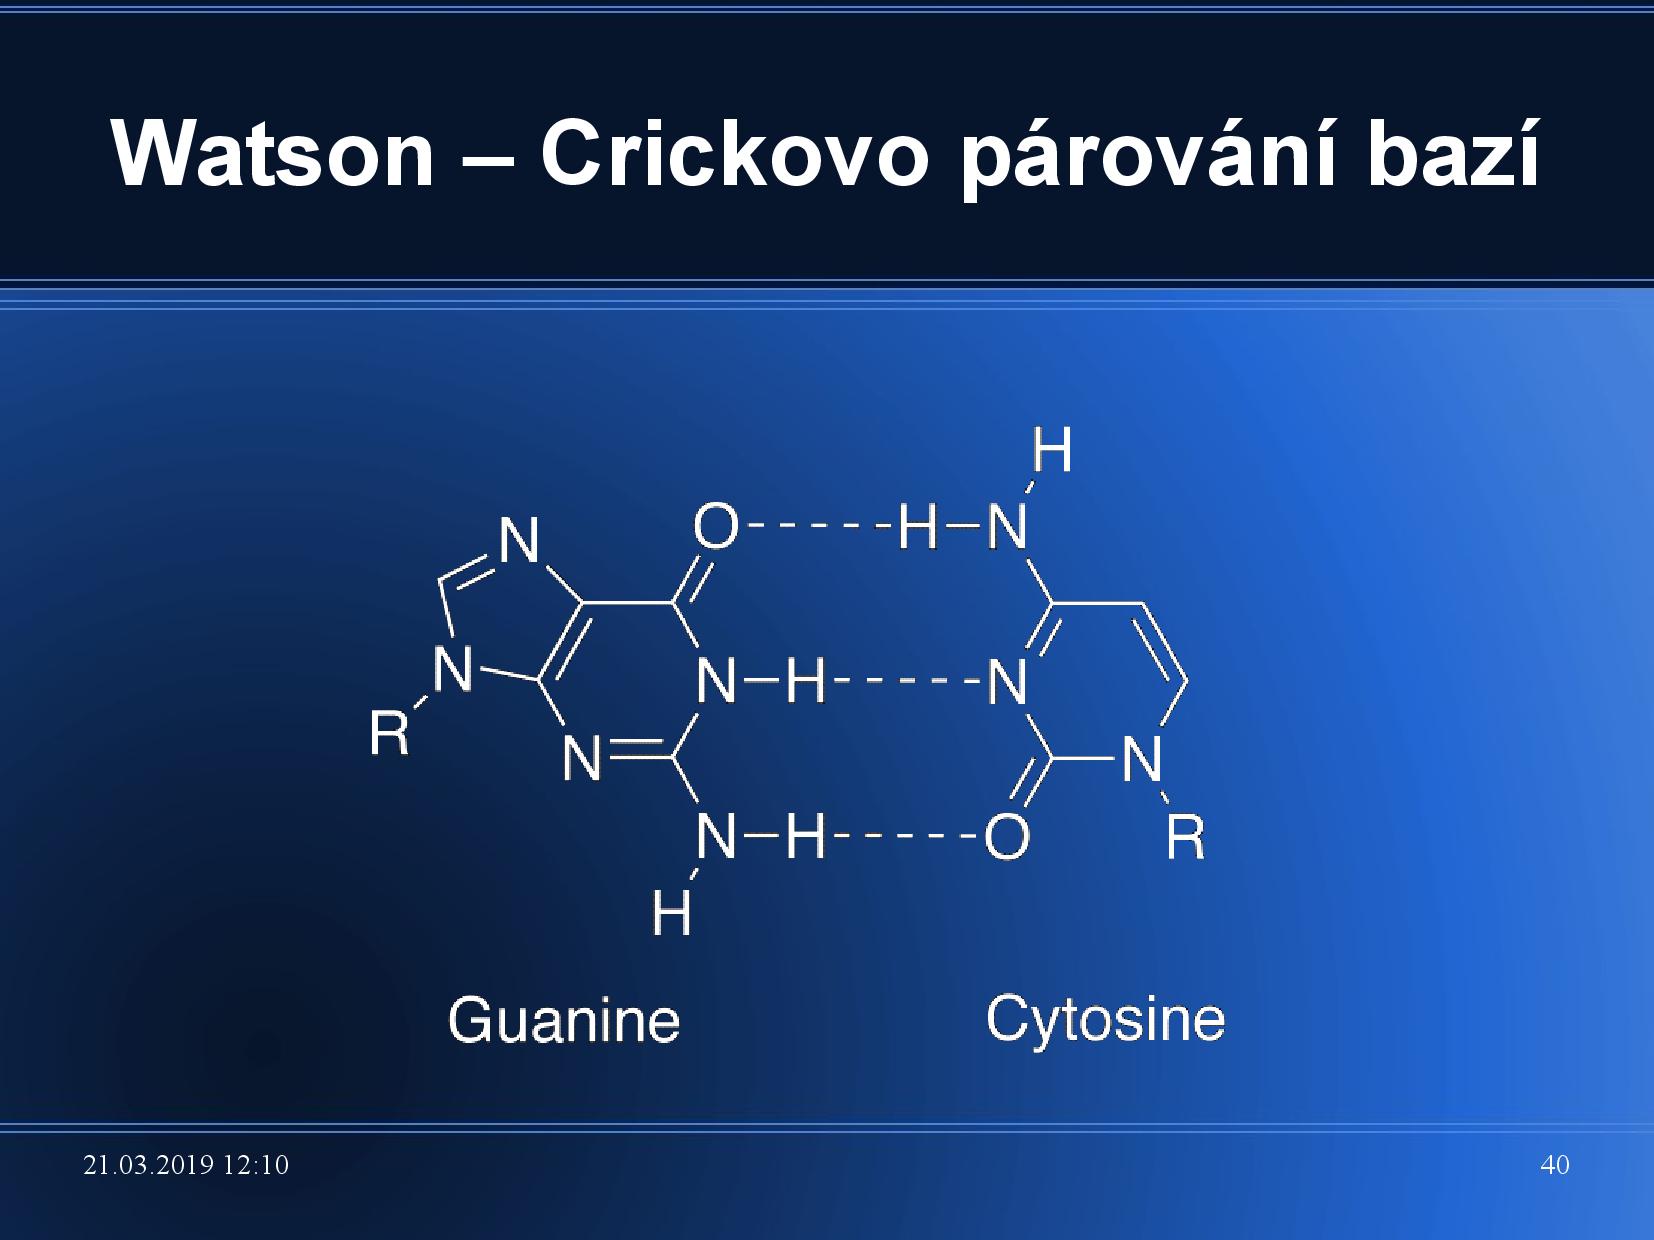 Watson – Crickovo párování bazí
H
O H N
N
N H N
N
R
N N
N H O
R
H
Guanine Cytosine
21.03.2019 12:10 40